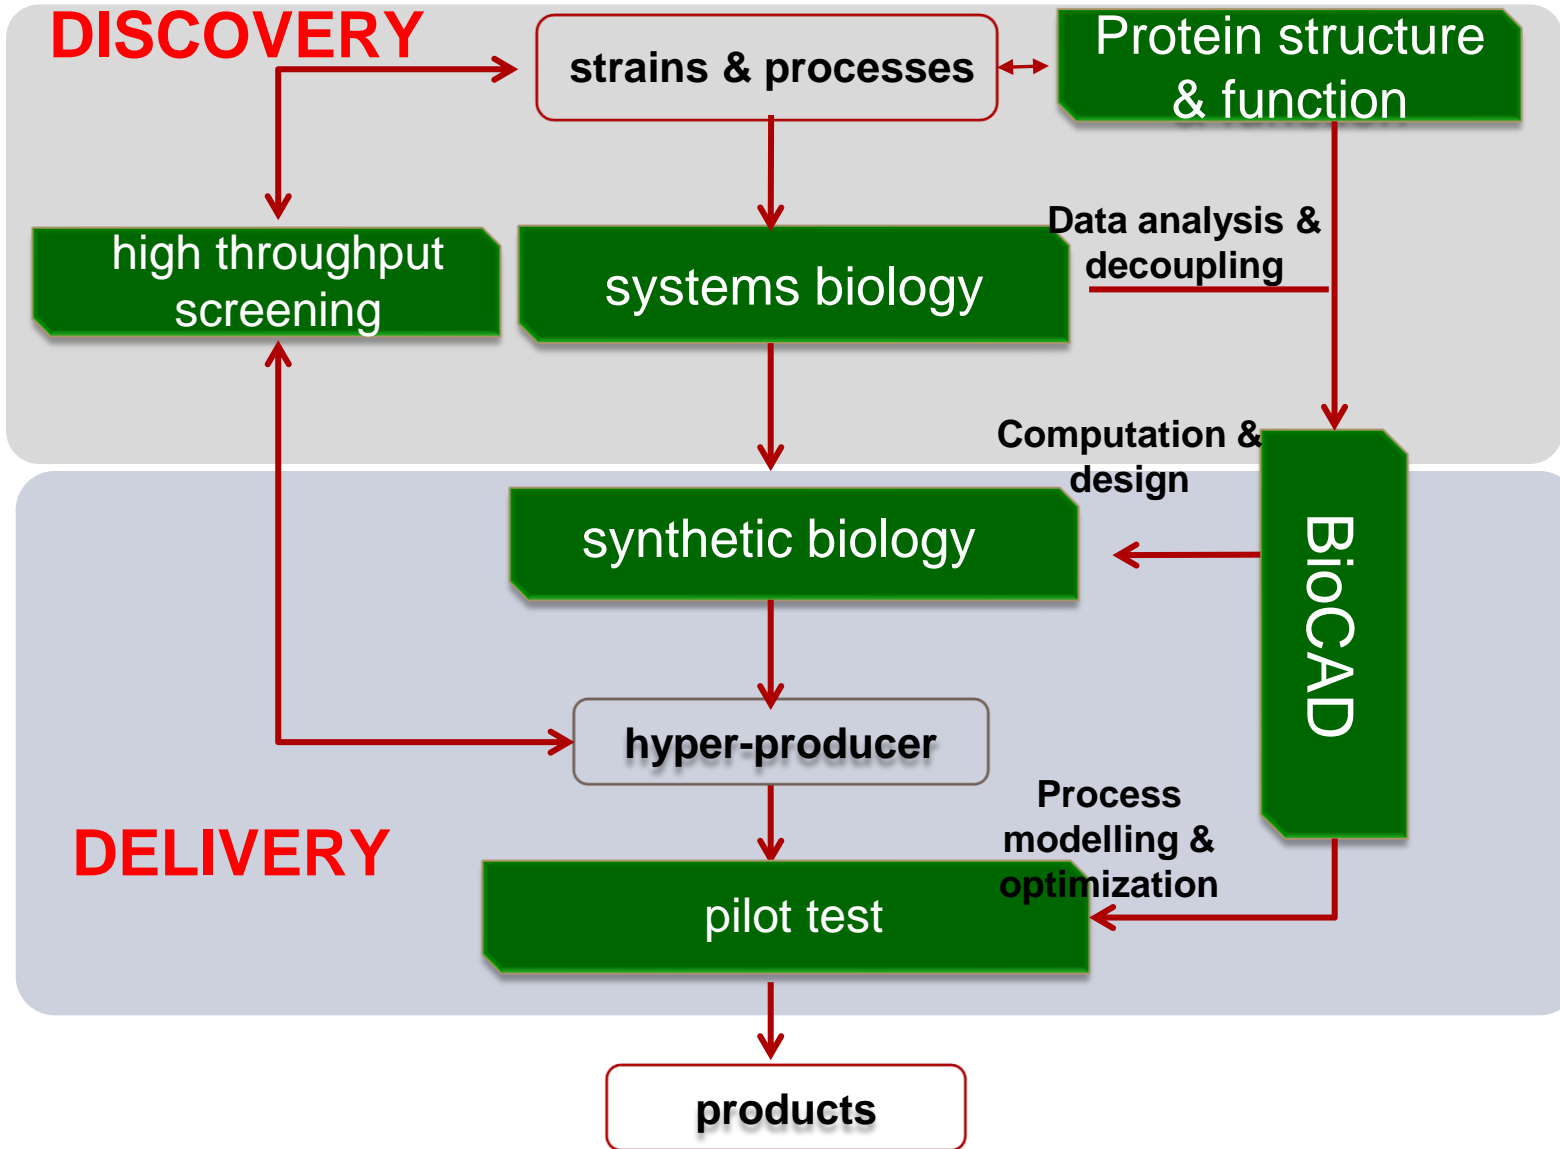 DISCOVERY
strains & processes
Protein structure
& function
high throughput
screening
systems biology
Data analysis &
decoupling
Computation &
design
synthetic biology
BioCAD
hyper-producer
DELIVERY
Process
modelling &
optimization
pilot test
products